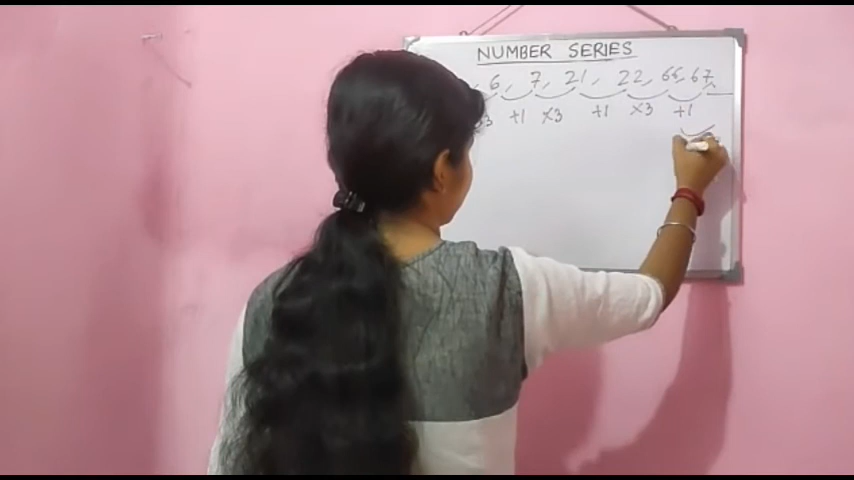 NUMBER SERIES
, 6, 7, 21, 22, 66, 67,
3 +1 ×3 +1 ×3 +1